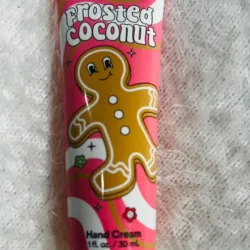 Frosted
Coconut
Hand Cream
1 fl. oz / 30 mL